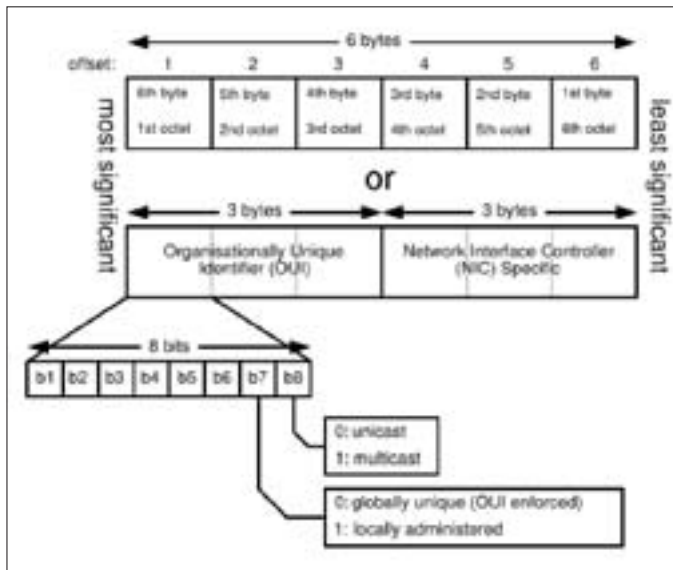 6 bytes
offset: 1 2 3 4 5 6
6th byte 5th byte 4th byte 3rd byte 2nd byte 1st byte
1st octet 2nd octet 3rd octet 4th octet 5th octet 6th octet
most significant
least significant
or
3 bytes 3 bytes
Organisationally Unique
Identifier (OUI)
Network Interface Controller
(NIC) Specific
8 bits
b1 b2 b3 b4 b5 b6 b7 b8
0: unicast
1: multicast
0: globally unique (OUI enforced)
1: locally administered